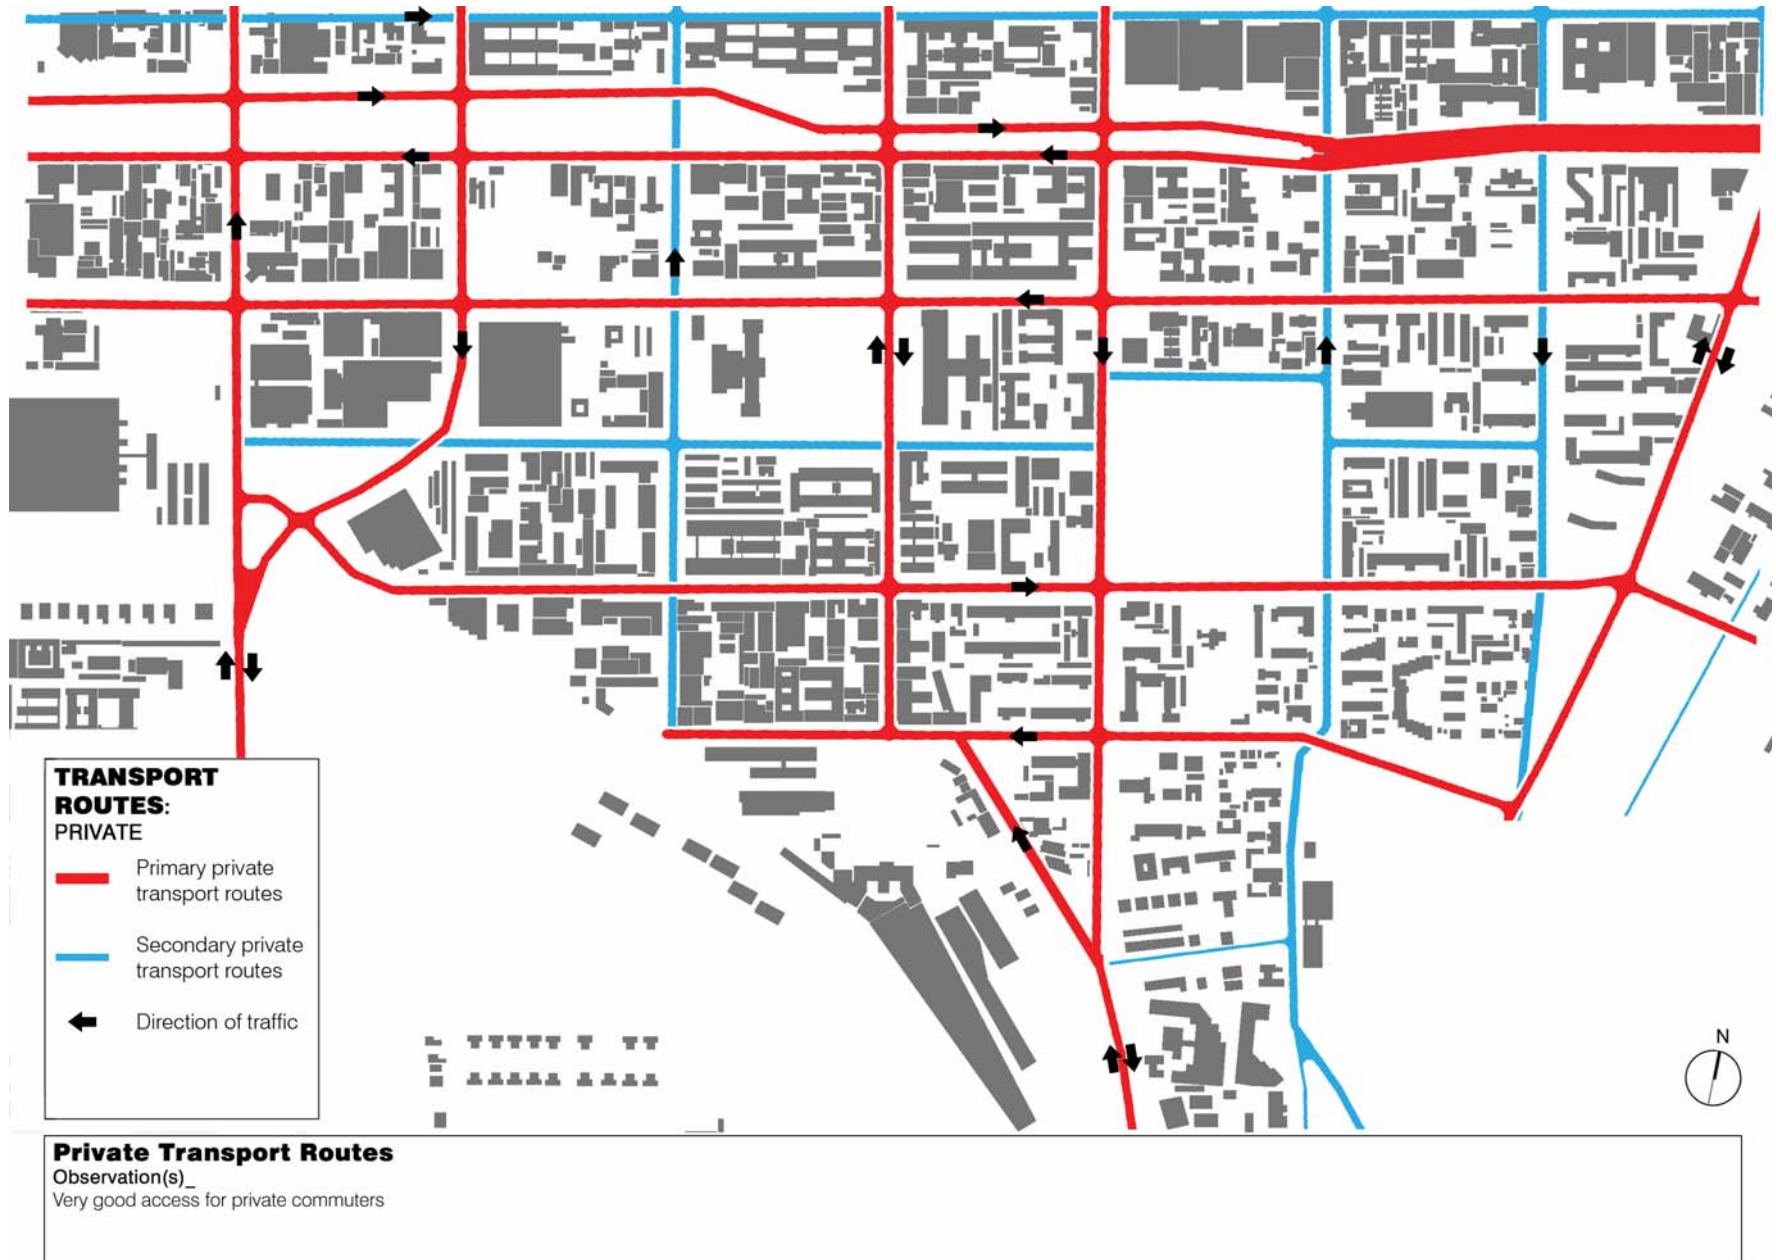 N
TRANSPORT
ROUTES:
PRIVATE
Primary private
transport routes
Secondary private
transport routes
Direction of traffic
Private Transport Routes
Observation(s)_
Very good access for private commuters